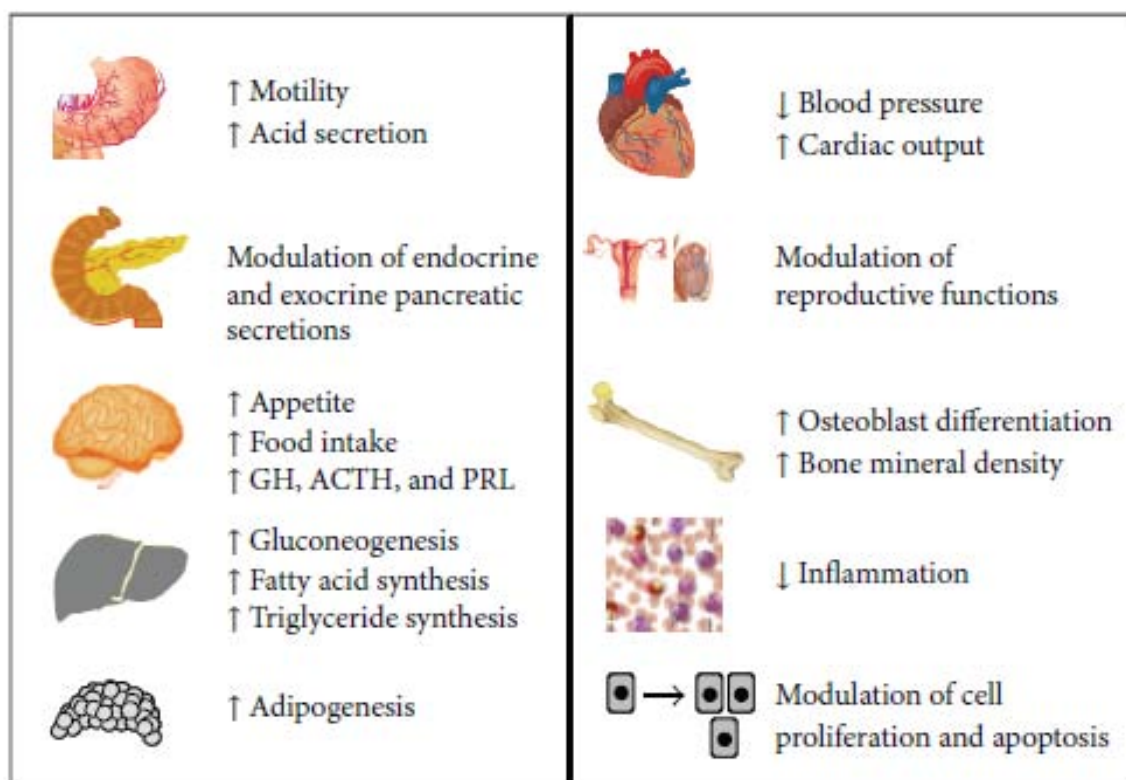 ↑ Motility
↑ Acid secretion
Modulation of endocrine
and exocrine pancreatic
secretions
↑ Appetite
↑ Food intake
↑ GH, ACTH, and PRL
↑ Gluconeogenesis
↑ Fatty acid synthesis
↑ Triglyceride synthesis
↑ Adipogenesis
↓ Blood pressure
↑ Cardiac output
Modulation of
reproductive functions
↑ Osteoblast differentiation
↑ Bone mineral density
↓ Inflammation
Modulation of cell
proliferation and apoptosis